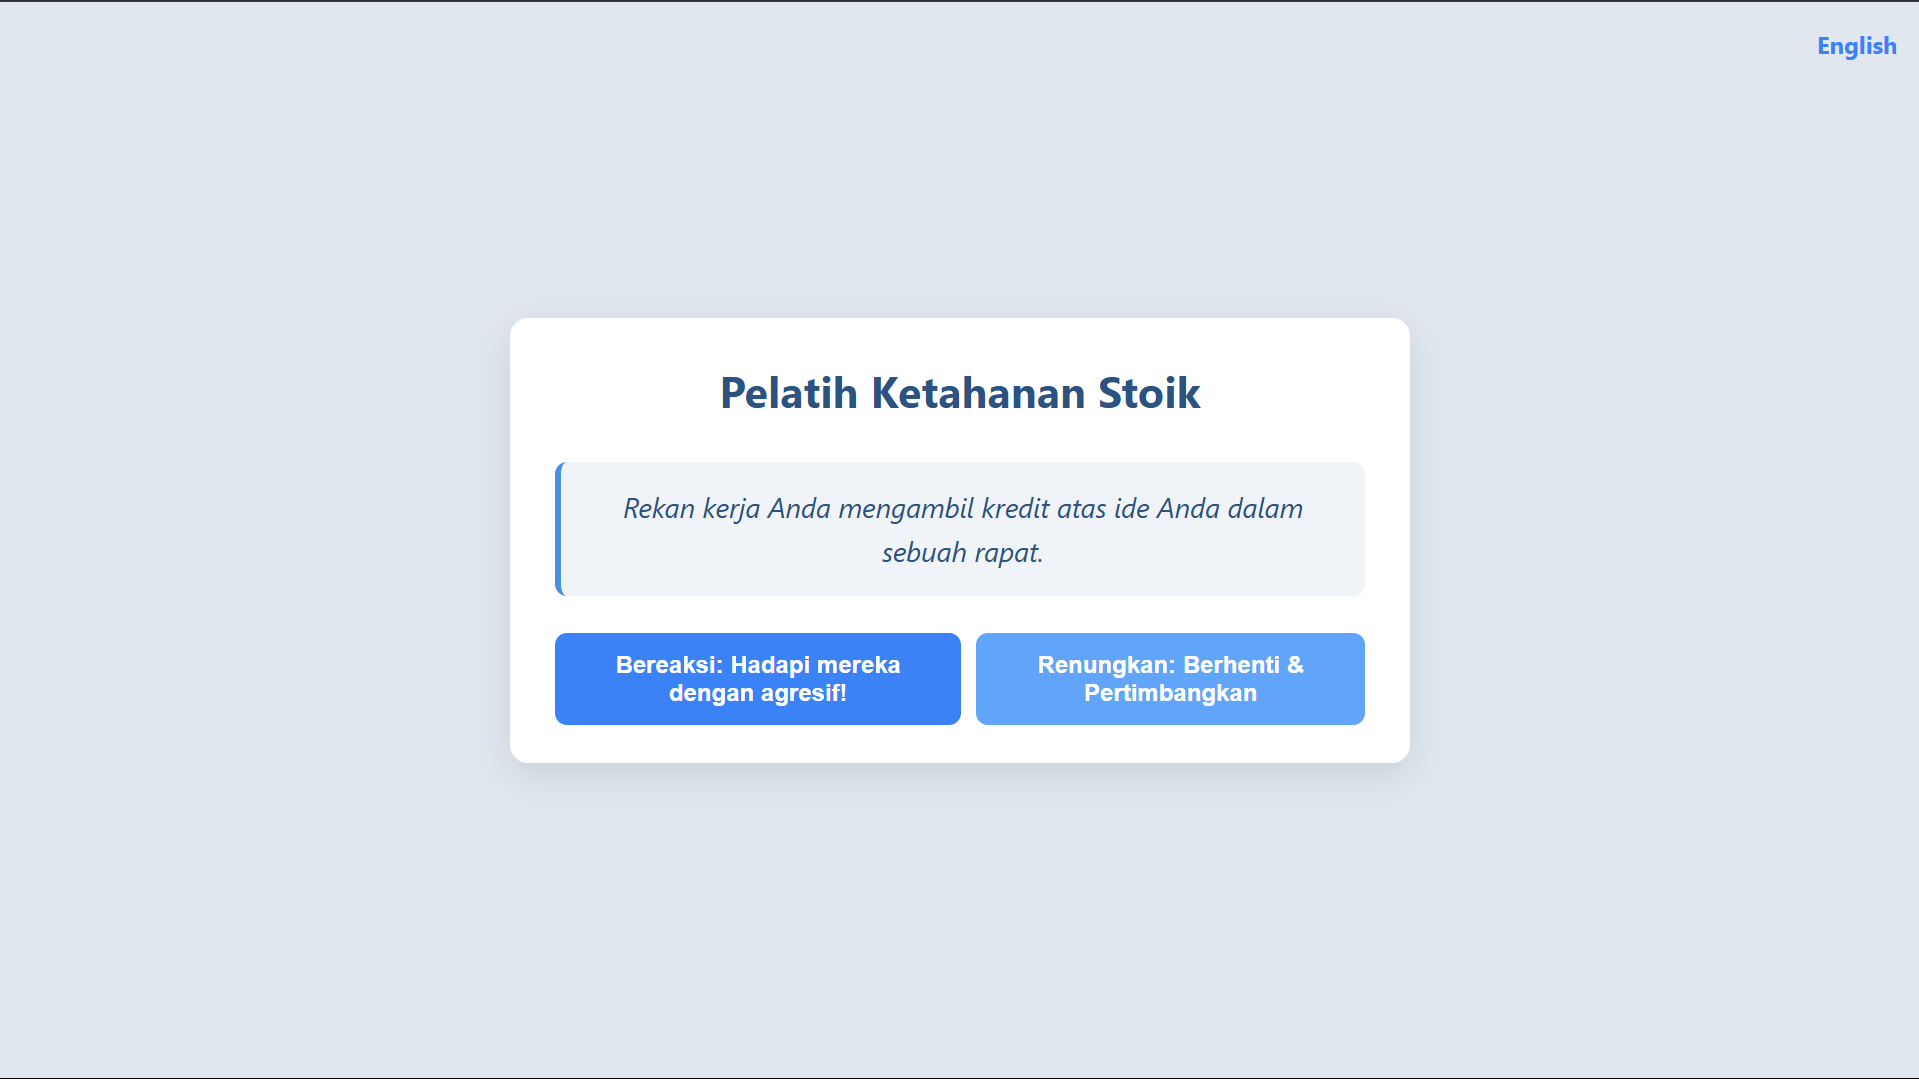 English
Pelatih Ketahanan Stoik
Rekan kerja Anda mengambil kredit atas ide Anda dalam
sebuah rapat.
Bereaksi: Hadapi mereka
dengan agresif!
Renungkan: Berhenti &
Pertimbangkan